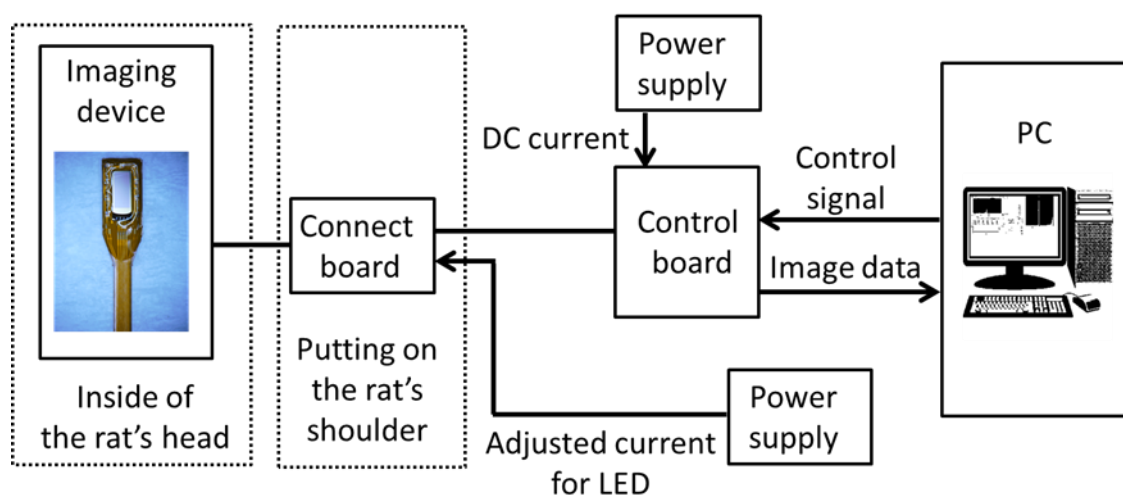 Imaging
device
Inside of
the rat's head
Connect
board
Putting on
the rat's
shoulder
Power
supply
DC current
Control
board
Control
signal
Image data
PC
Power
supply
Adjusted current
for LED